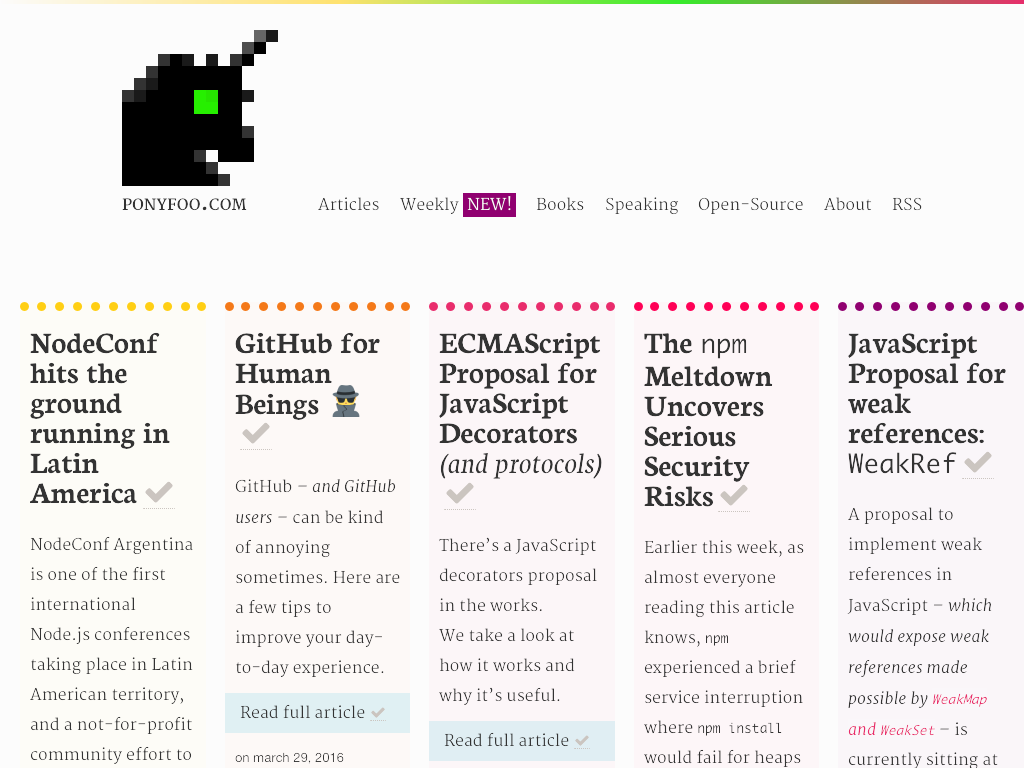 PONYFOO.COM
Articles Weekly NEW! Books Speaking Open-Source About RSS
NodeConf
hits the
ground
running in
Latin
America
NodeConf Argentina
is one of the first
international
Node.js conferences
taking place in Latin
American territory,
and a not-for-profit
community effort to
GitHub for
Human
Beings
GitHub – and GitHub
users – can be kind
of annoying
sometimes. Here are
a few tips to
improve your day-
to-day experience.
Read full article
on march 29, 2016
ECMAScript
Proposal for
JavaScript
Decorators
(and protocols)
There’s a JavaScript
decorators proposal
in the works.
We take a look at
how it works and
why it’s useful.
Read full article
The npm
Meltdown
Uncovers
Serious
Security
Risks
Earlier this week, as
almost everyone
reading this article
knows, npm
experienced a brief
service interruption
where npm install
would fail for heaps
JavaScript
Proposal for
weak
references:
WeakRef
A proposal to
implement weak
references in
JavaScript – which
would expose weak
references made
possible by WeakMap
and WeakSet – is
currently sitting at